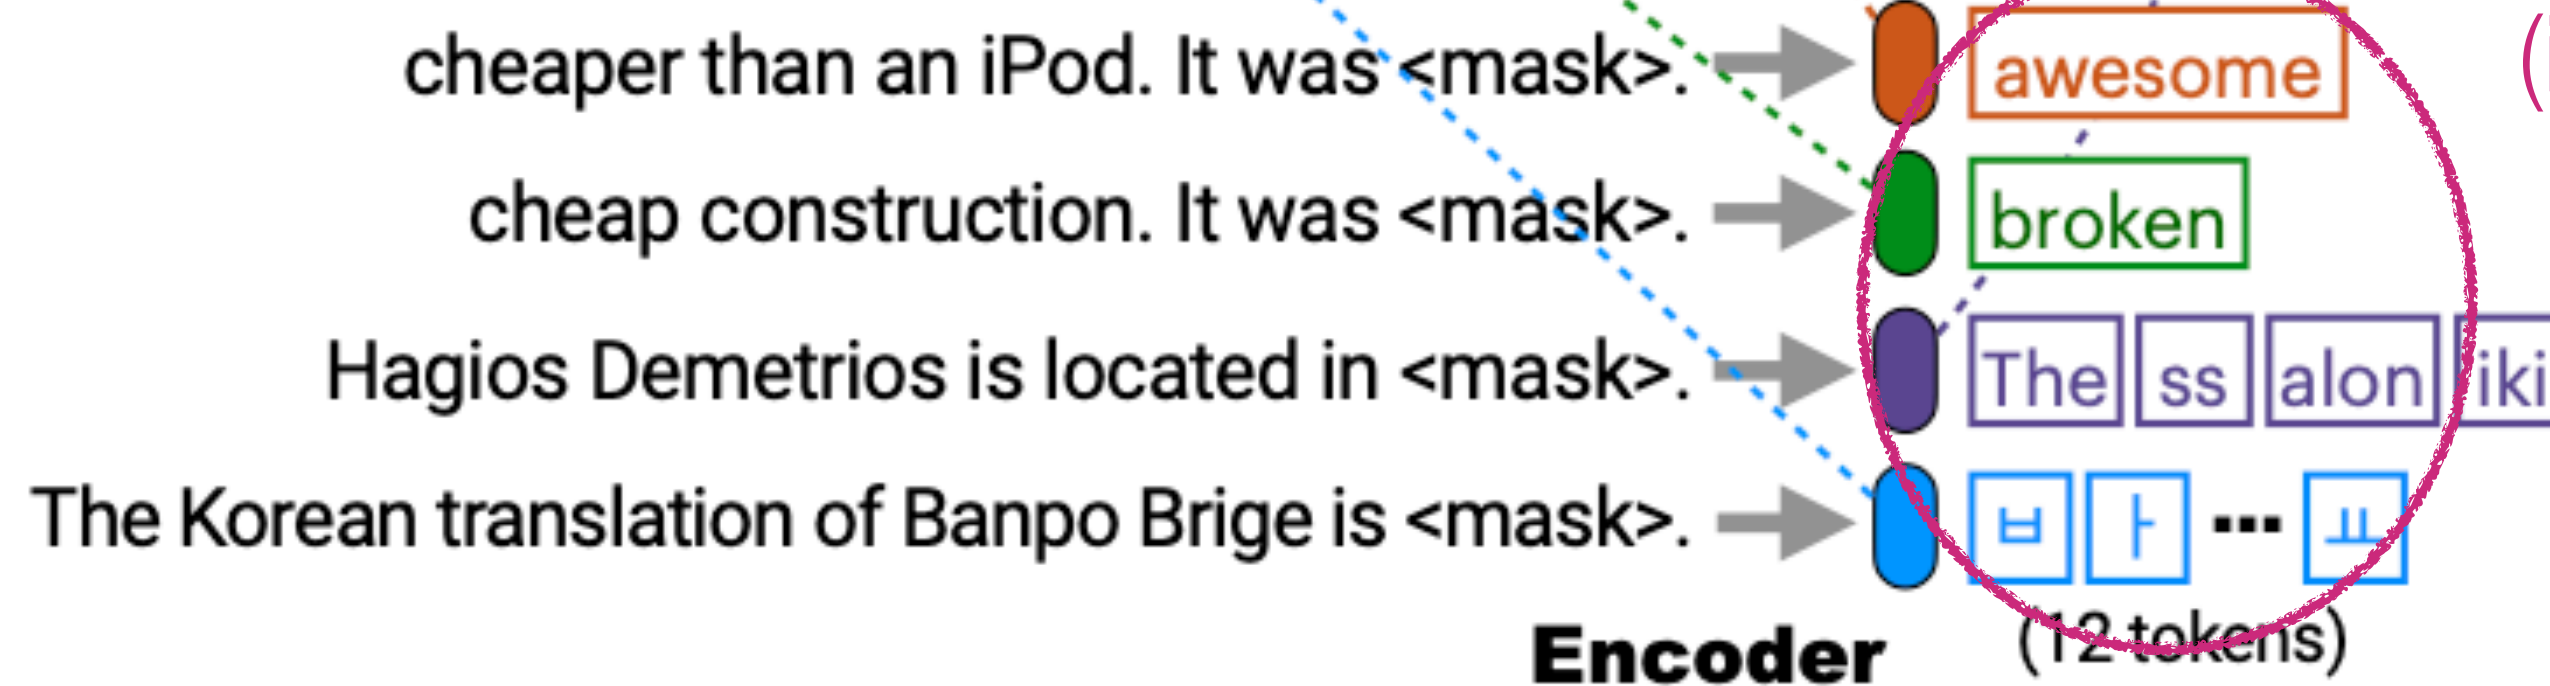 cheaper than an iPod. It was <mask>. awesome (
cheap construction. It was <mask>. broken
Hagios Demetrios is located in <mask>. The ss alon iki
The Korean translation of Banpo Brige is <mask>. ㅂ ㅏ ... ㅛ
Encoder (12 tokens)